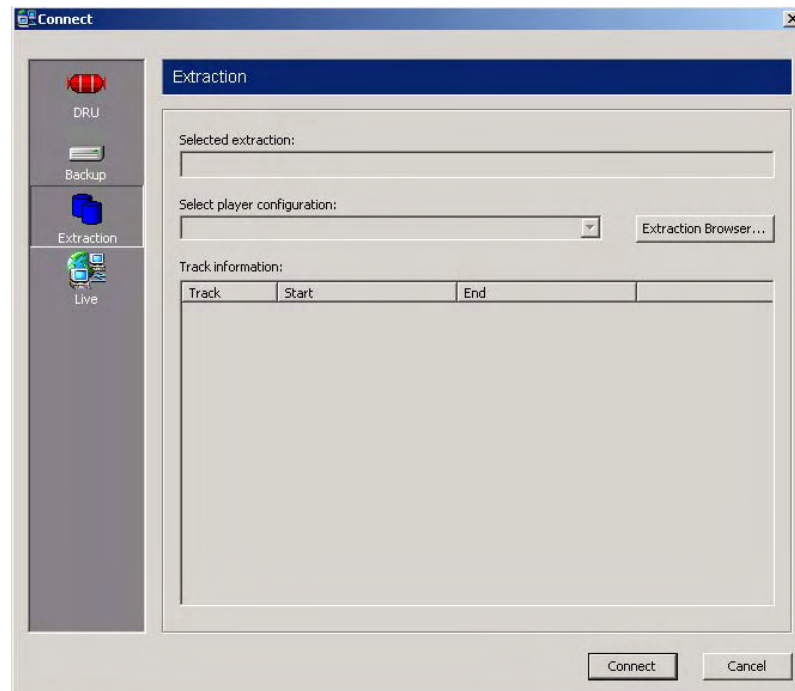 Connect
DRU
Backup
Extraction
Live
Extraction
Selected extraction:
Select player configuration:
Extraction Browser...
Track information:
Track Start End
Connect Cancel